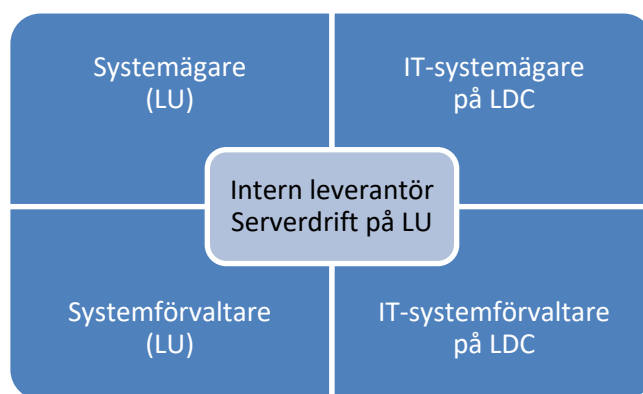 Systemägare
(LU)
IT-systemägare
på LDC
Intern leverantör
Serverdrift på LU
Systemförvaltare
(LU)
IT-systemförvaltare
på LDC